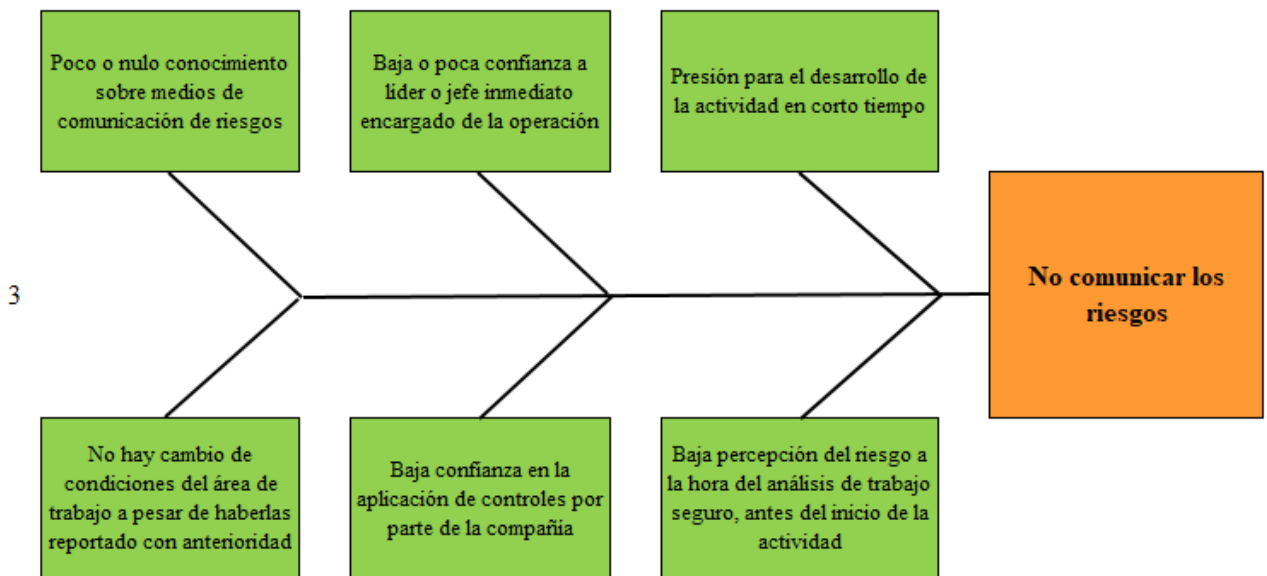 Poco o nulo conocimiento
sobre medios de
comunicación de riesgos
Baja o poca confianza a
líder o jefe inmediato
encargado de la operación
Presión para el desarrollo de
la actividad en corto tiempo
3
No comunicar los
riesgos
No hay cambio de
condiciones del área de
trabajo a pesar de haberlas
reportado con anterioridad
Baja confianza en la
aplicación de controles por
parte de la compañía
Baja percepción del riesgo a
la hora del análisis de trabajo
seguro, antes del inicio de la
actividad